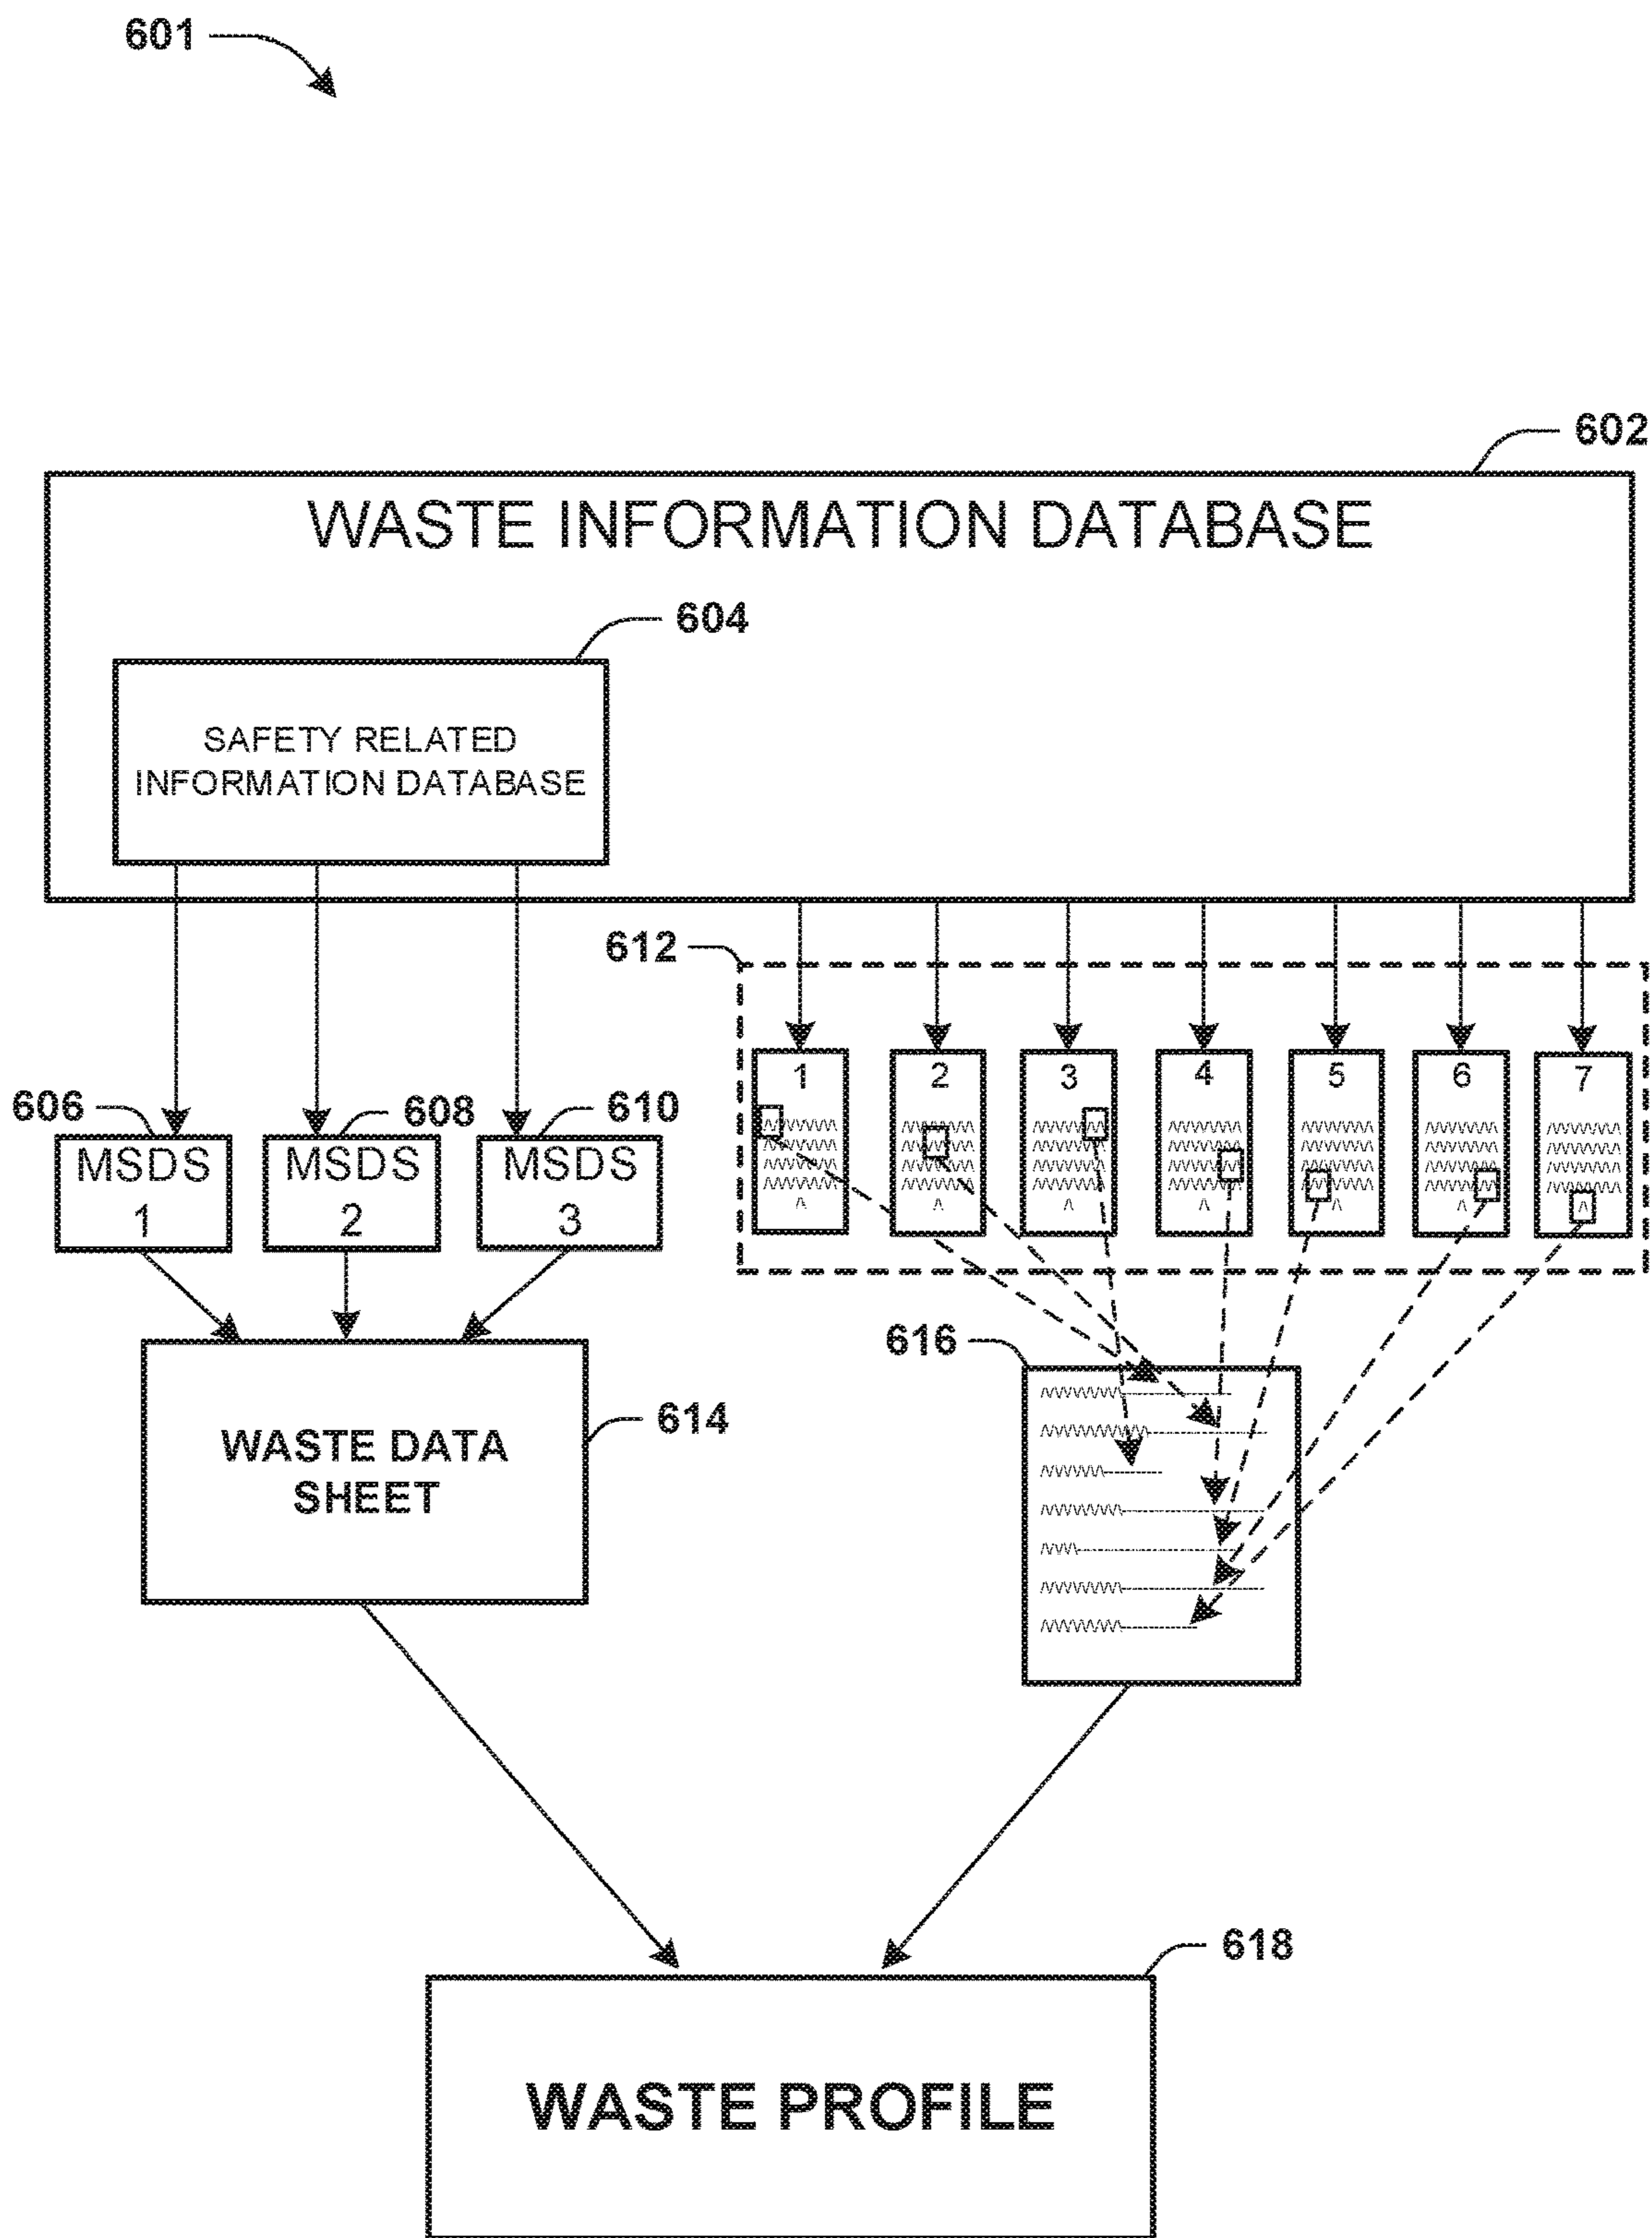 601
602
WASTE INFORMATION DATABASE
604
SAFETY RELATED
INFORMATION DATABASE
612
1 2 3 4 5 6 7
606 608 610
MSDS
1
MSDS
2
MSDS
3
616
614
WASTE DATA
SHEET
618
WASTE PROFILE